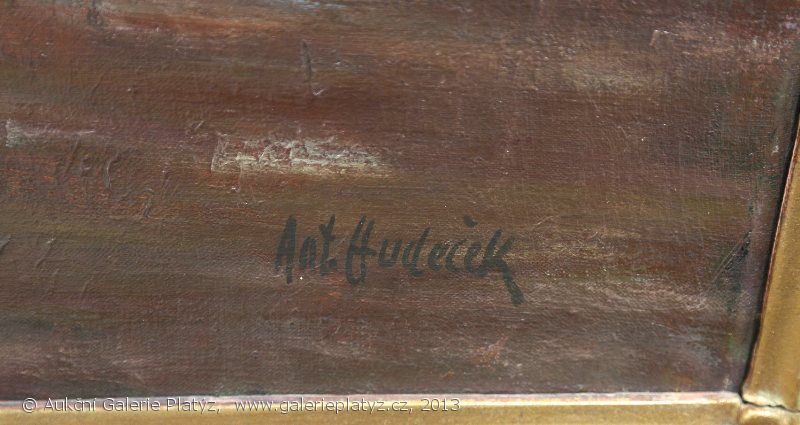 Ant. Hudeček
© Aukční Galerie Platýz, www.galerieplatyz.cz, 2013